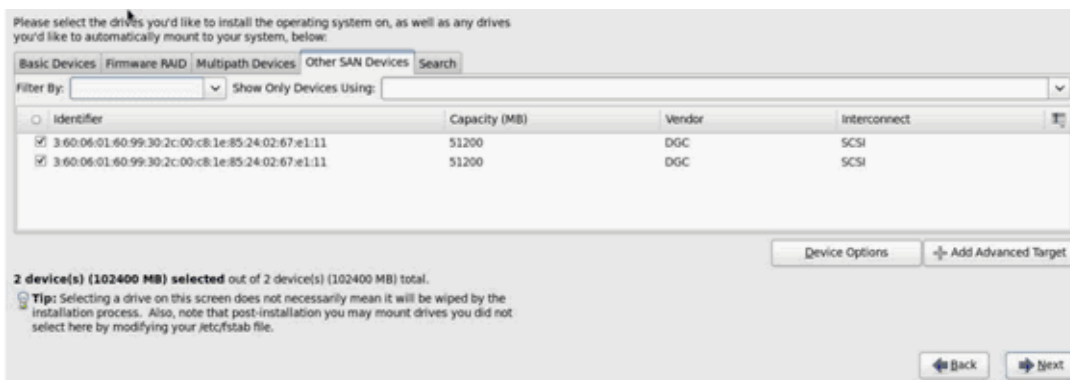 Please select the drives you'd like to install the operating system on, as well as any drives
you'd like to automatically mount to your system, below:
Basic Devices Firmware RAID Multipath Devices Other SAN Devices Search
Filter By: Show Only Devices Using:
Identifier Capacity (MB) Vendor Interconnect
3:60:06:01:60:99:30:2c:00:c8:1e:85:24:02:67:e1:11 51200 DGC SCSI
3:60:06:01:60:99:30:2c:00:c8:1e:85:24:02:67:e1:11 51200 DGC SCSI
Device Options Add Advanced Target
2 device(s) (102400 MB) selected out of 2 device(s) (102400 MB) total.
Tip: Selecting a drive on this screen does not necessarily mean it will be wiped by the
installation process. Also, note that post-installation you may mount drives you did not
select here by modifying your /etc/fstab file.
Back Next